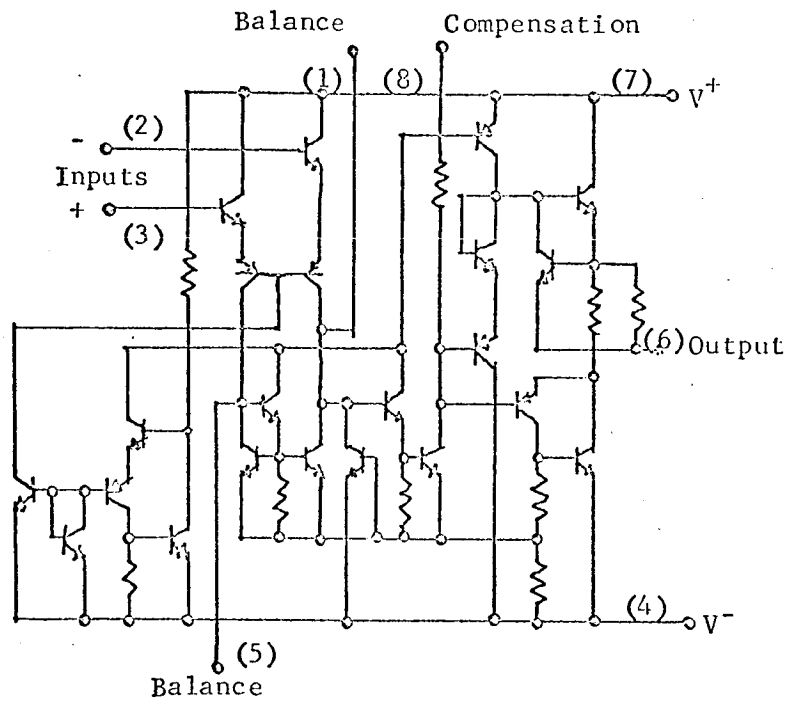 Balance
Compensation
(1)
(8)
(7)
V+
-
(2)
Inputs
+
(3)
(6) Output
(4)
V-
(5)
Balance